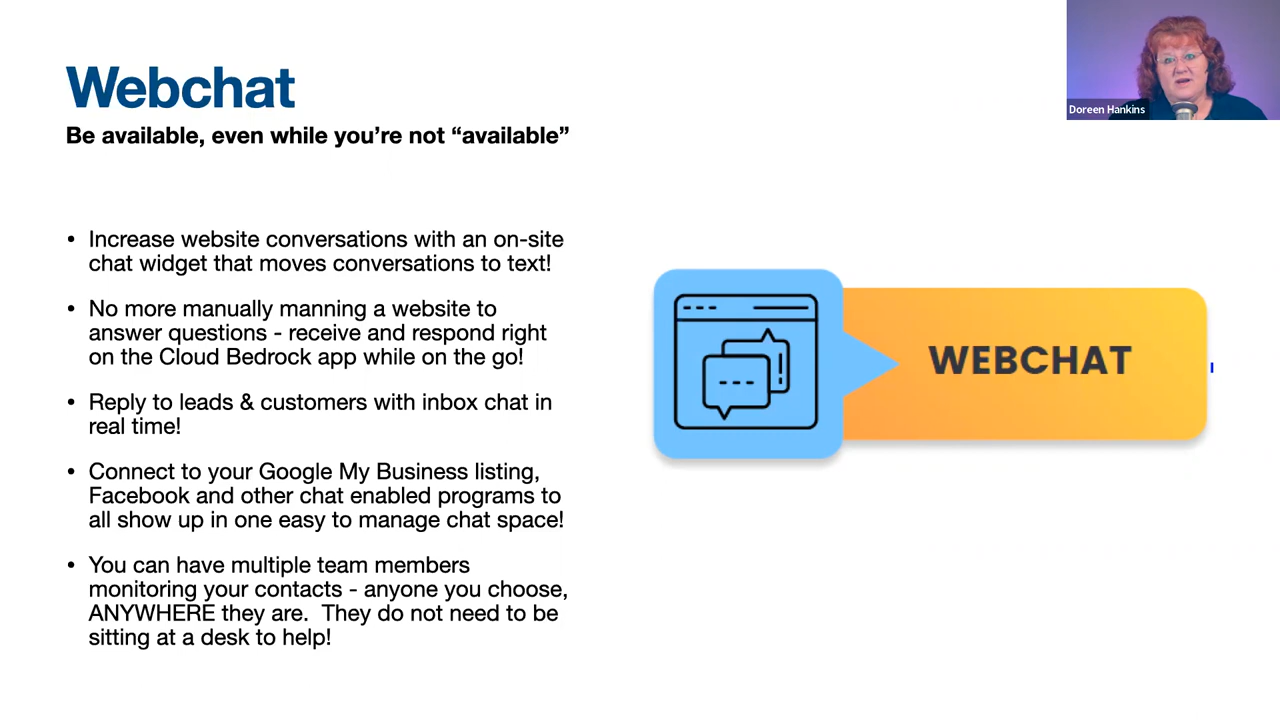 Webchat
Be available, even while you’re not “available”
• Increase website conversations with an on-site
chat widget that moves conversations to text!
• No more manually manning a website to
answer questions - receive and respond right
on the Cloud Bedrock app while on the go!
• Reply to leads & customers with inbox chat in
real time!
• Connect to your Google My Business listing,
Facebook and other chat enabled programs to
all show up in one easy to manage chat space!
• You can have multiple team members
monitoring your contacts - anyone you choose,
ANYWHERE they are.  They do not need to be
sitting at a desk to help!
WEBCHAT
Doreen Hankins